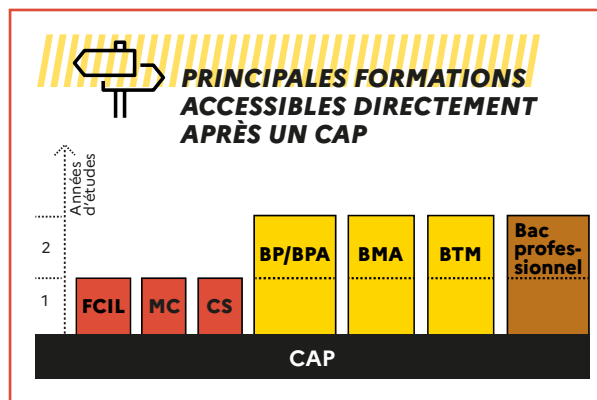 PRINCIPALES FORMATIONS
ACCESSIBLES DIRECTEMENT
APRÈS UN CAP
Années
d'études
2
1
FCIL
MC
CS
BP/BPA
BMA
BTM
Bac
profes-
sionnel
CAP